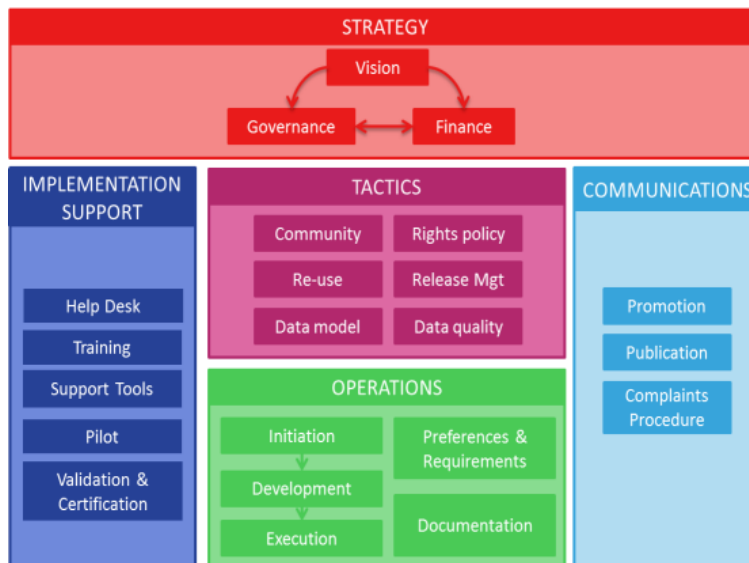 STRATEGY
Vision
Governance
Finance
IMPLEMENTATION
SUPPORT
Help Desk
Training
Support Tools
Pilot
Validation &
Certification
TACTICS
Community
Rights policy
Re-use
Release Mgt
Data model
Data quality
OPERATIONS
Initiation
Development
Execution
Preferences &
Requirements
Documentation
COMMUNICATIONS
Promotion
Publication
Complaints
Procedure